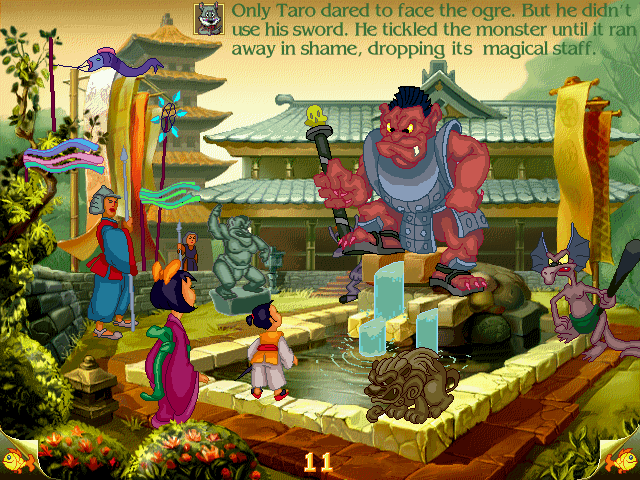 Only Taro dared to face the ogre. But he didn't
use his sword. He tickled the monster until it ran
away in shame, dropping its  magical staff.
11